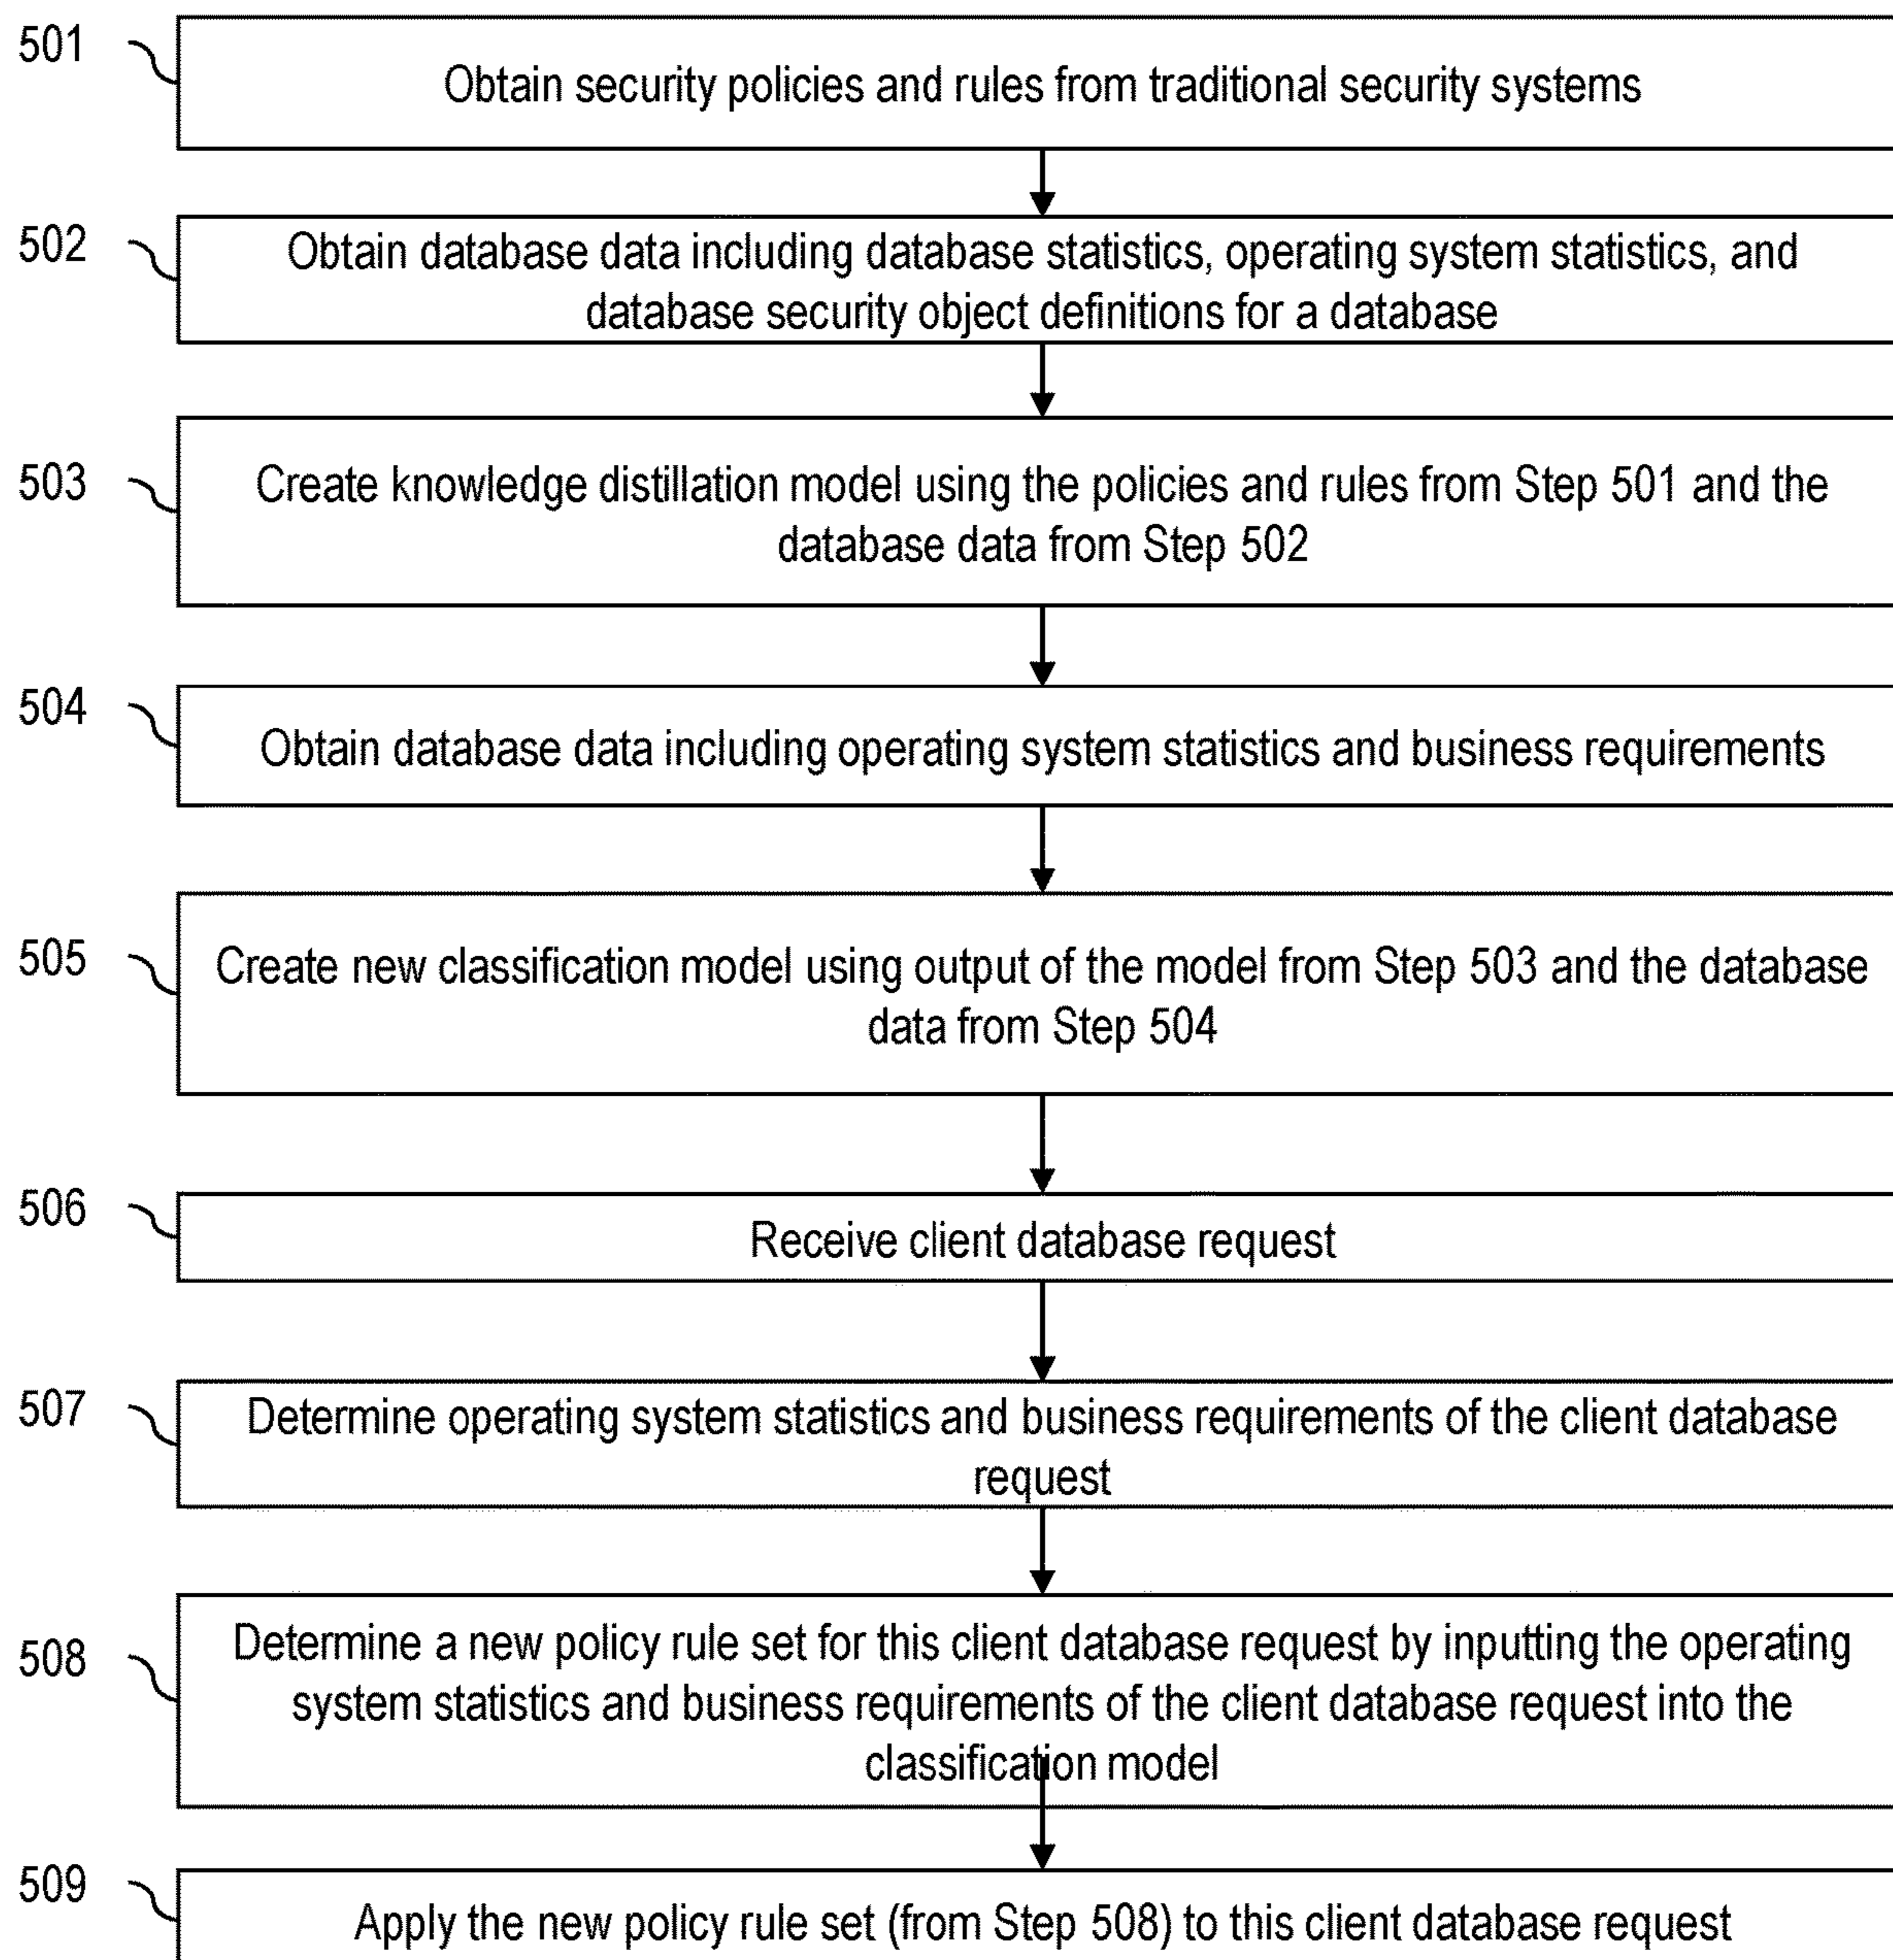 501
Obtain security policies and rules from traditional security systems
502
Obtain database data including database statistics, operating system statistics, and
database security object definitions for a database
503
Create knowledge distillation model using the policies and rules from Step 501 and the
database data from Step 502
504
Obtain database data including operating system statistics and business requirements
505
Create new classification model using output of the model from Step 503 and the database
data from Step 504
506
Receive client database request
507
Determine operating system statistics and business requirements of the client database
request
508
Determine a new policy rule set for this client database request by inputting the operating
system statistics and business requirements of the client database request into the
classification model
509
Apply the new policy rule set (from Step 508) to this client database request